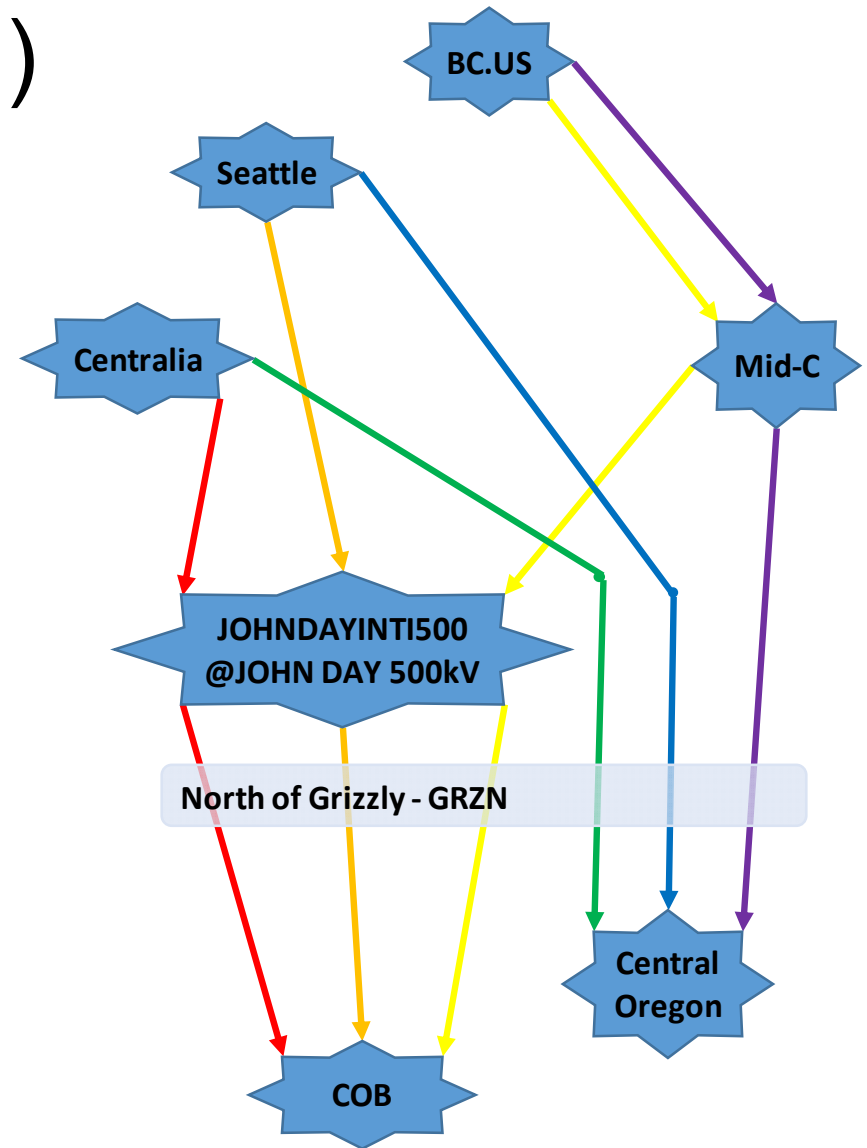 )
BC.US
Seattle
Centralia
Mid-C
JOHNDAYINTI500
@JOHN DAY 500kV
North of Grizzly - GRZN
Central
Oregon
COB